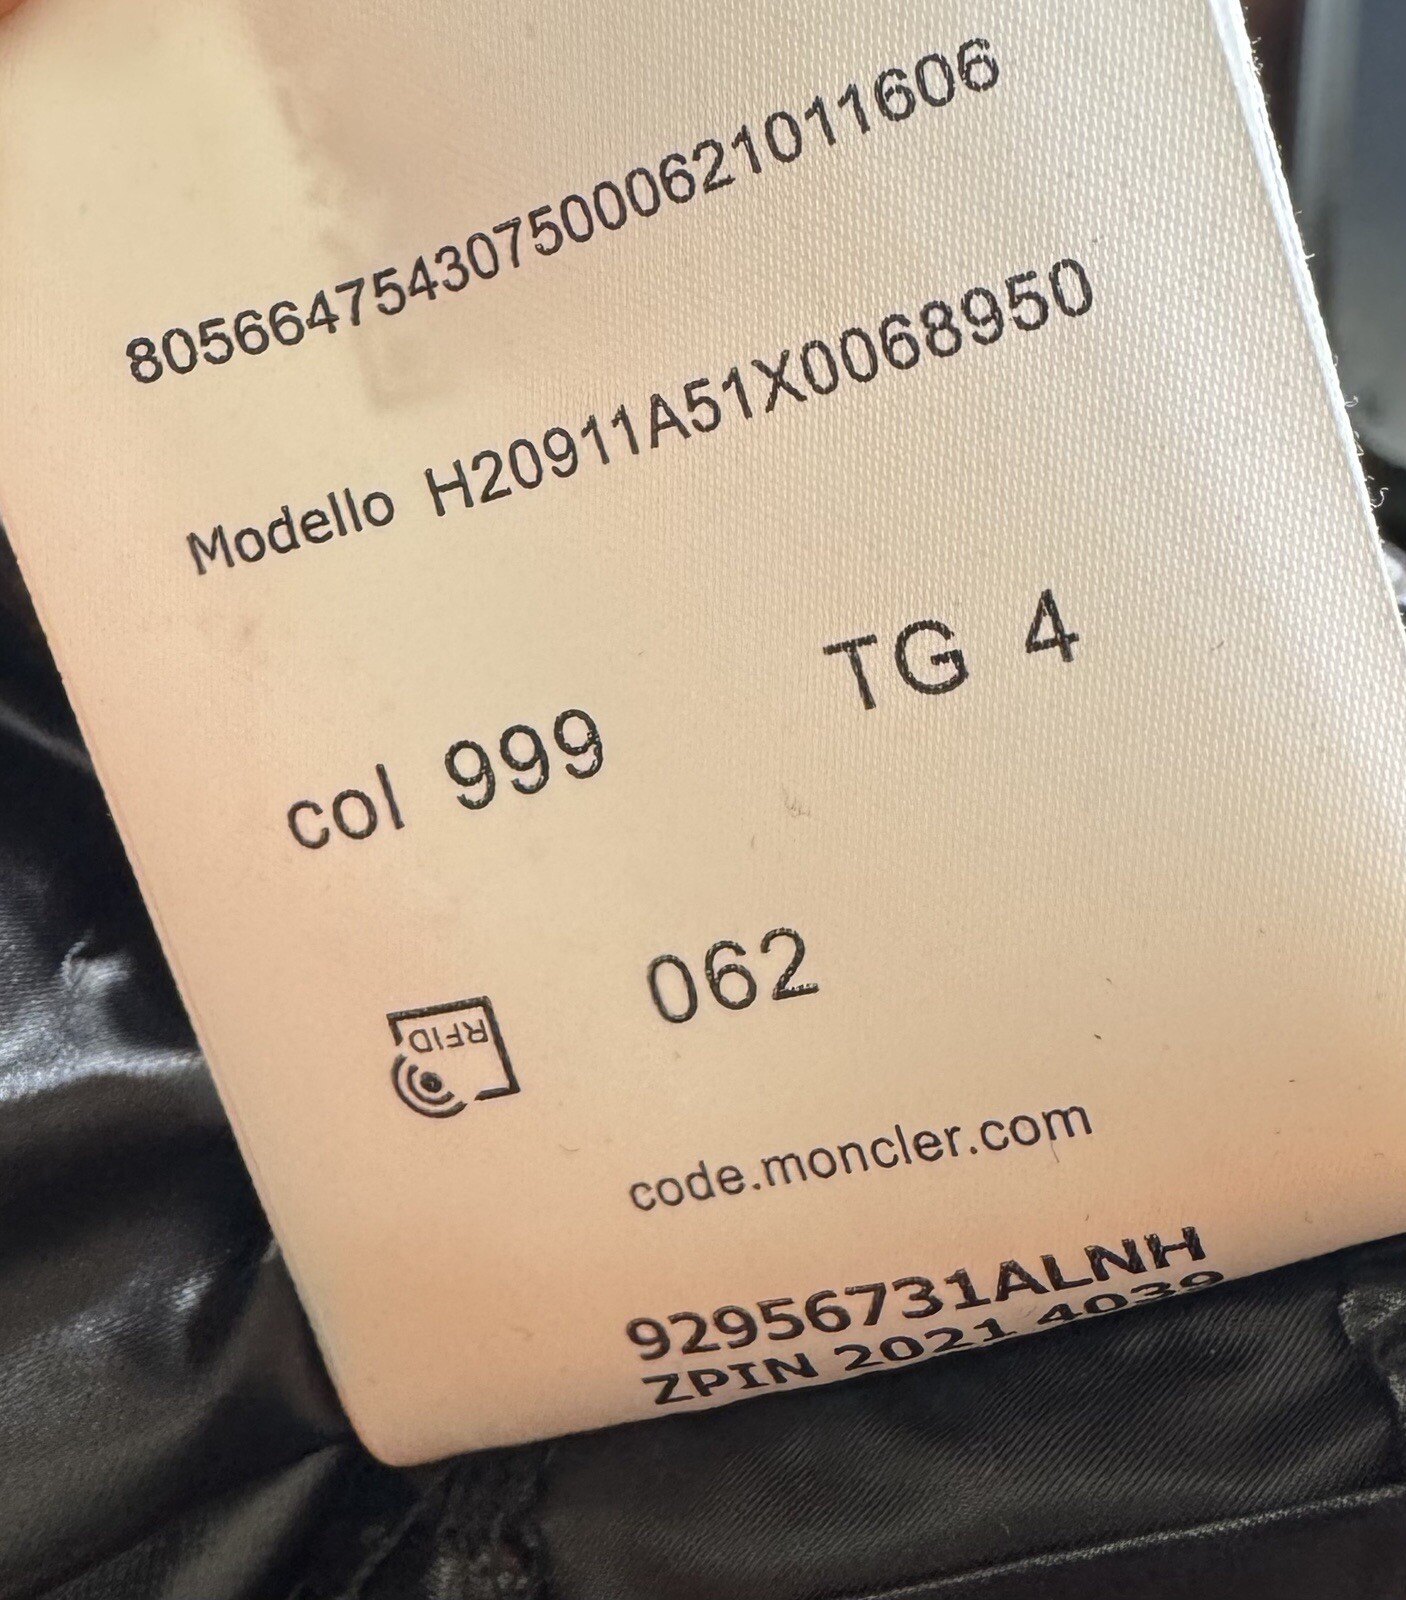 8056647543075000621011606
Modello H20911A51X0068950
TG 4
col 999
062
RFID
code.moncler.com
92956731ALNH
ZPIN 2021 4039